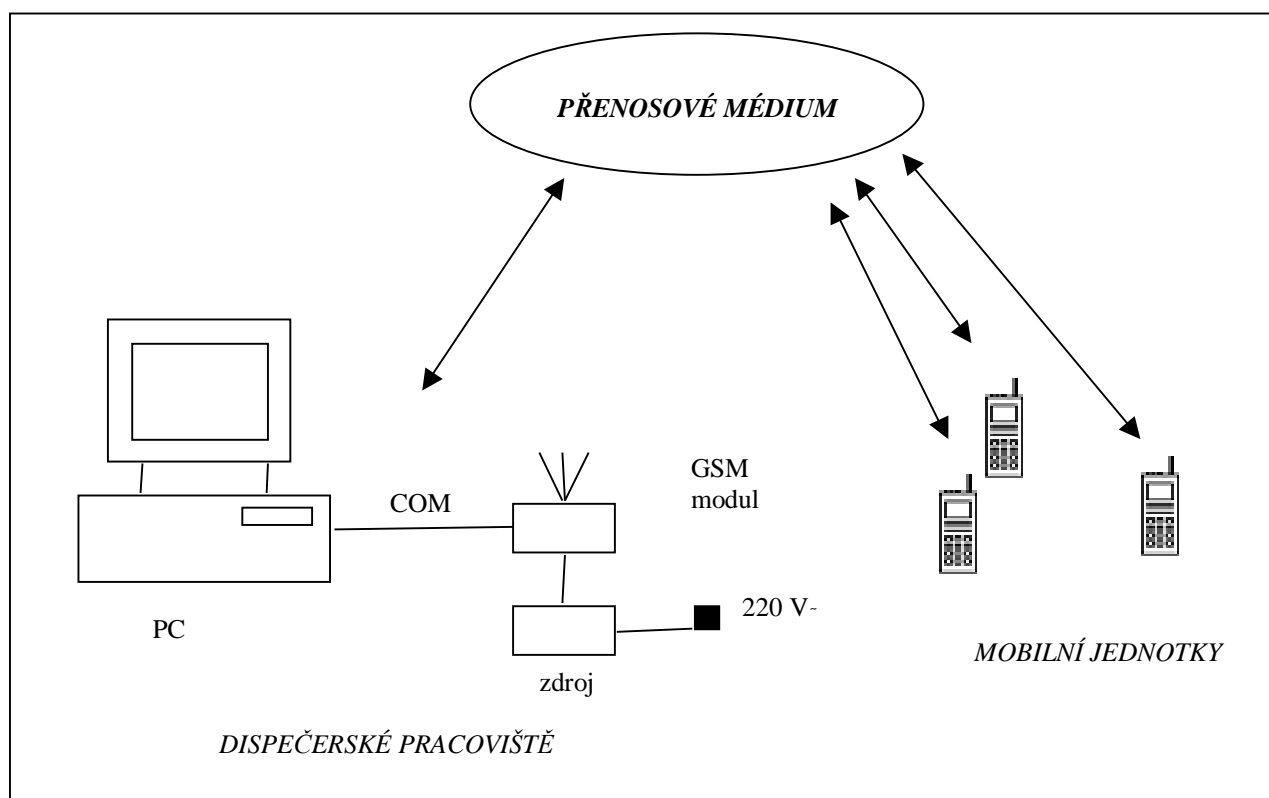 PŘENOSOVÉ MÉDIUM
GSM
modul
COM
220 V~
PC
zdroj
MOBILNÍ JEDNOTKY
DISPEČERSKÉ PRACOVIŠTĚ